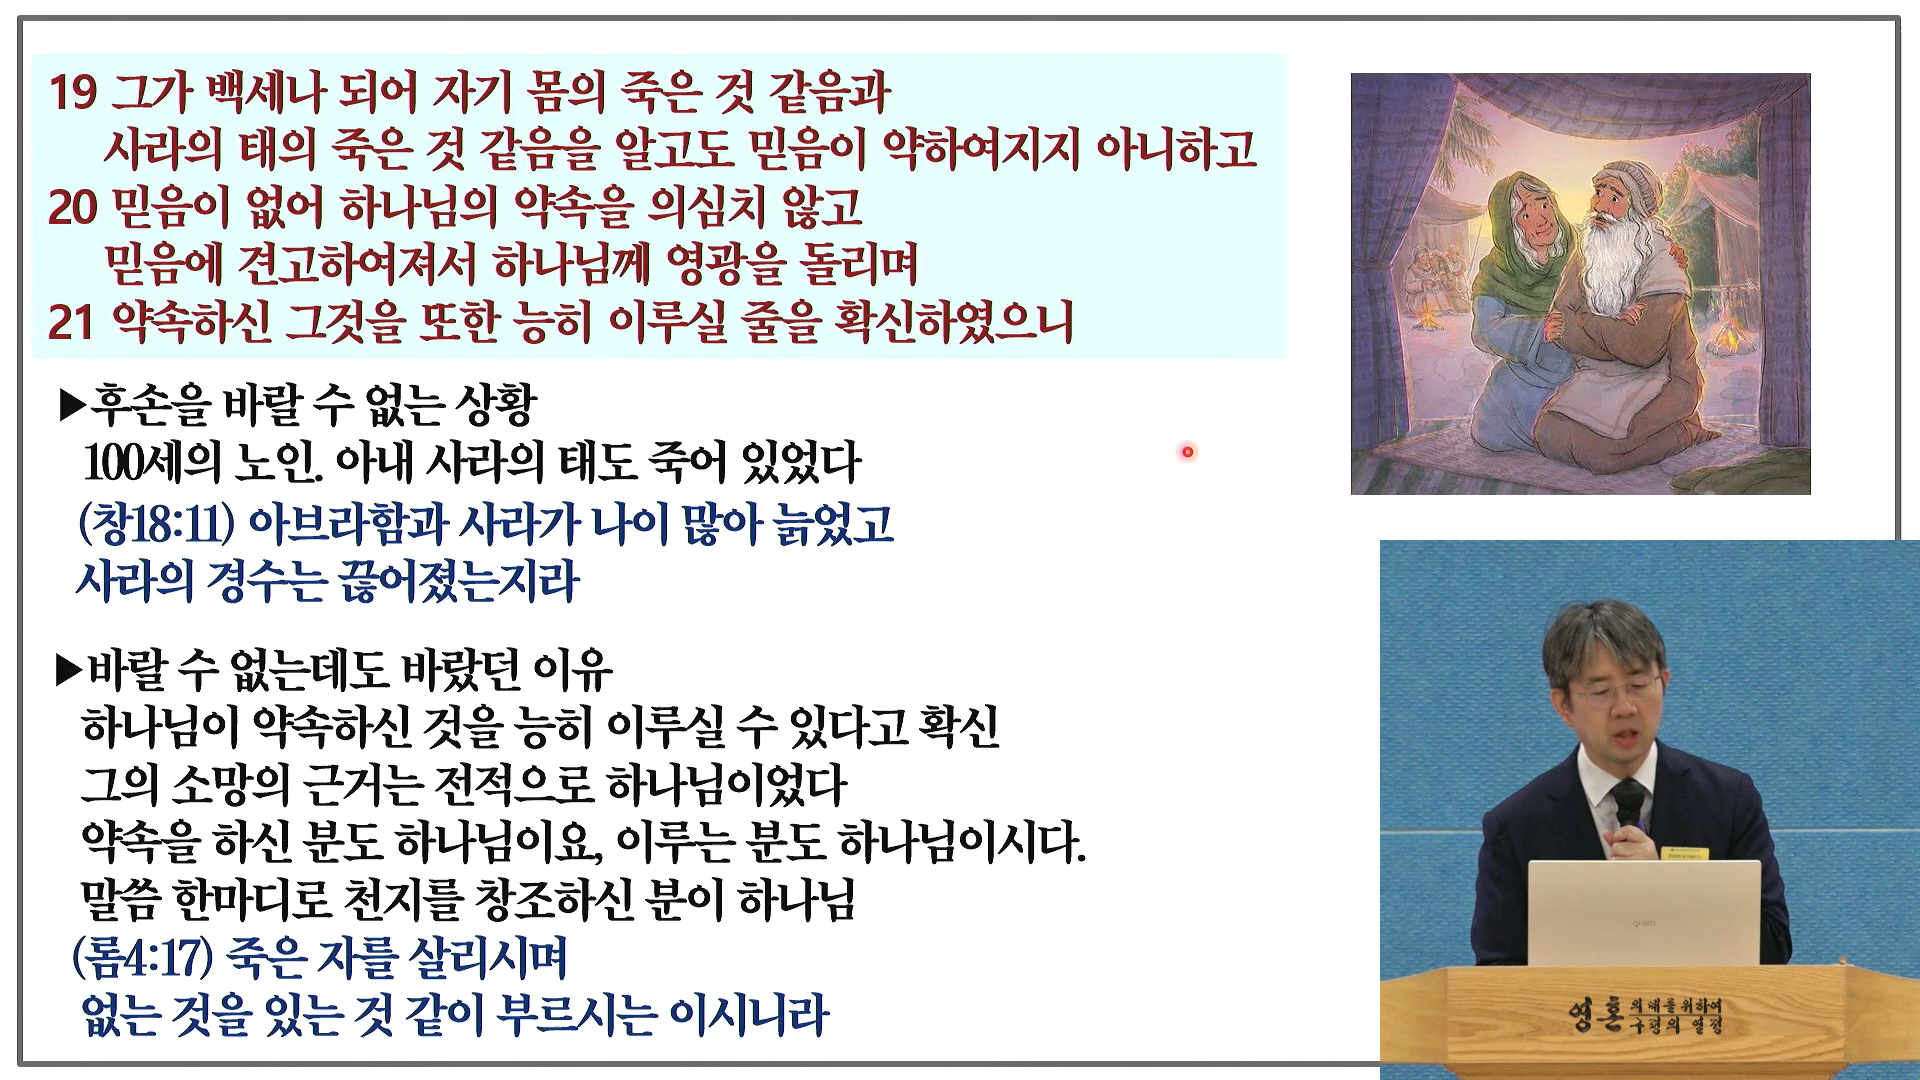 19 그가 백세나 되어 자기 몸의 죽은 것 같음과
사라의 태의 죽은 것 같음을 알고도 믿음이 약하여지지 아니하고
20 믿음이 없어 하나님의 약속을 의심치 않고
믿음에 견고하여져서 하나님께 영광을 돌리며
21 약속하신 그것을 또한 능히 이루실 줄을 확신하였으니
▶후손을 바랄 수 없는 상황
100세의 노인. 아내 사라의 태도 죽어 있었다
(창18:11) 아브라함과 사라가 나이 많아 늙었고
사라의 경수는 끊어졌는지라
▶바랄 수 없는데도 바랐던 이유
하나님이 약속하신 것을 능히 이루실 수 있다고 확신
그의 소망의 근거는 전적으로 하나님이었다
약속을 하신 분도 하나님이요, 이루는 분도 하나님이시다.
말씀 한마디로 천지를 창조하신 분이 하나님
(롬4:17) 죽은 자를 살리시며
없는 것을 있는 것 같이 부르시는 이시니라
gram
영혼
의 때를 위하여
구령의 열정